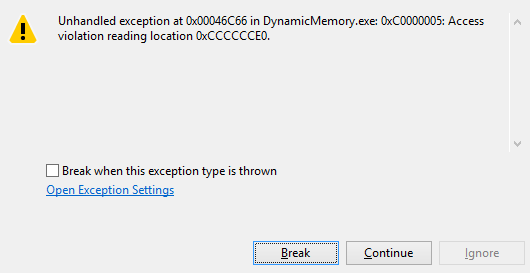 Unhandled exception at 0x00046C66 in DynamicMemory.exe: 0xC0000005: Access
violation reading location 0xCCCCCCE0.
Break when this exception type is thrown
Open Exception Settings
Break
Continue
Ignore